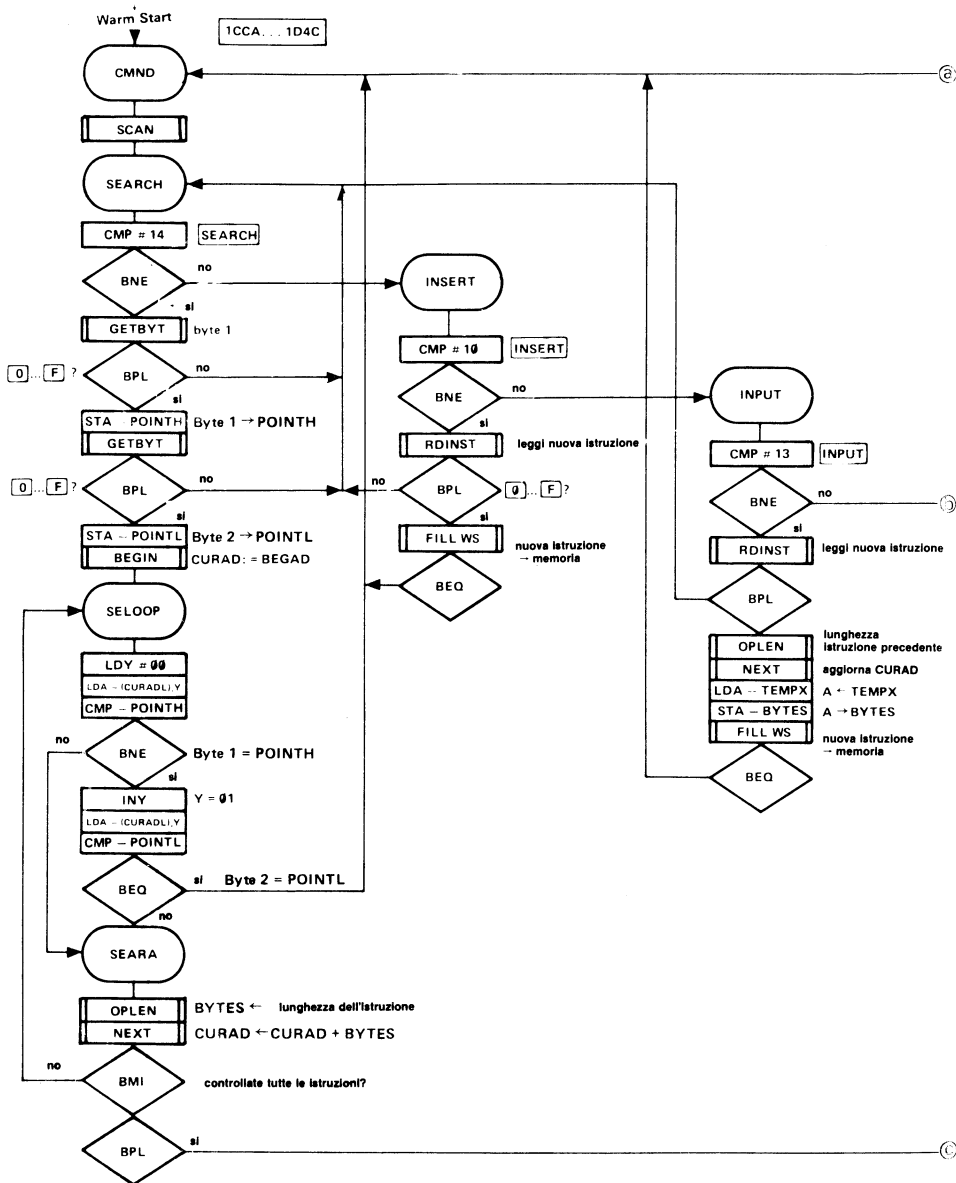 Warm Start
1CCA... 1D4C
CMND
a
SCAN
SEARCH
CMP # 14
SEARCH
BNE
no
si
GETBYT
byte 1
0 ... F ?
BPL
no
si
STA – POINTH
Byte 1 → POINTH
GETBYT
0 ... F ?
BPL
no
si
STA – POINTL
Byte 2 → POINTL
BEGIN
CURAD: = BEGAD
SELOOP
LDY # 00
LDA – (CURADL),Y
CMP – POINTH
no
BNE
Byte 1 = POINTH
si
INY
Y = 01
LDA – (CURADL),Y
CMP – POINTL
BEQ
si
Byte 2 = POINTL
no
SEARA
OPLEN
BYTES ← lunghezza dell'istruzione
NEXT
CURAD ← CURAD + BYTES
no
BMI
controllate tutte le istruzioni?
BPL
si
c
INSERT
CMP # 10
INSERT
BNE
no
si
RDINST
leggi nuova istruzione
no
BPL
0 ... F ?
si
FILL WS
nuova istruzione
→ memoria
BEQ
INPUT
CMP # 13
INPUT
BNE
no
b
si
RDINST
leggi nuova istruzione
BPL
OPLEN
lunghezza
istruzione precedente
NEXT
aggiorna CURAD
LDA – TEMPX
A ← TEMPX
STA – BYTES
A → BYTES
FILL WS
nuova istruzione
→ memoria
BEQ